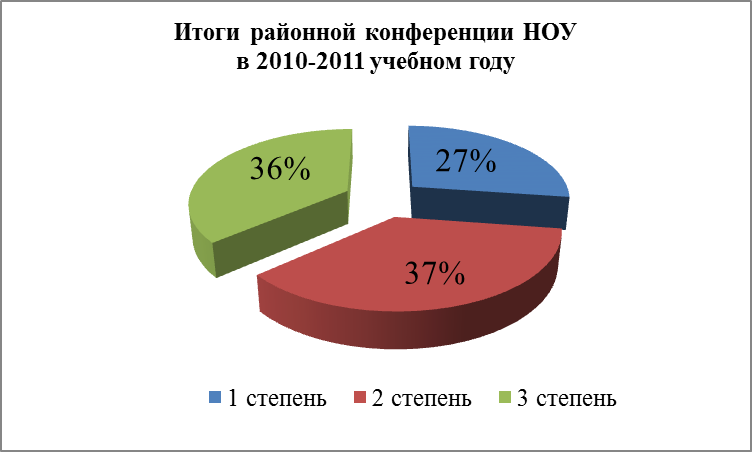 Итоги районной конференции НОУ
в 2010-2011 учебном году
27%
36%
37%
1 степень
2 степень
3 степень